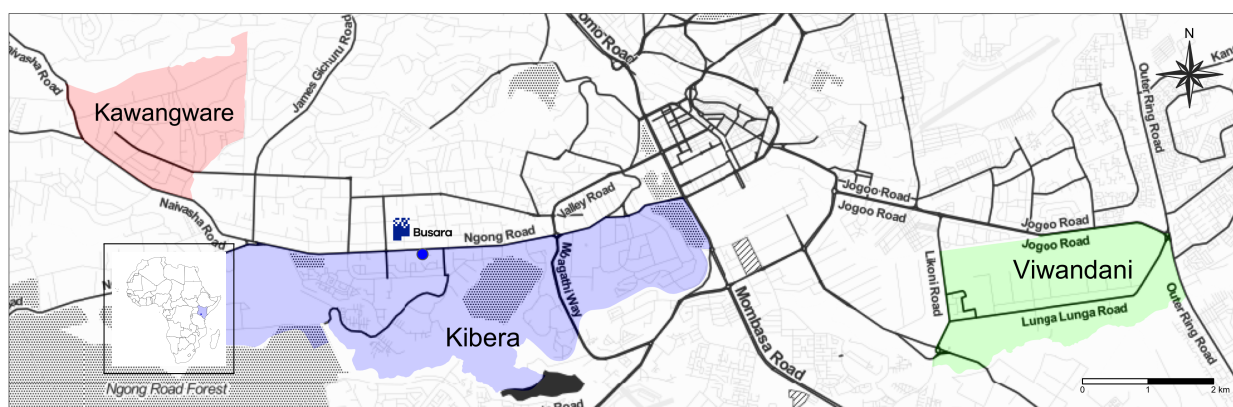 Naivasha Road
Kawangware
James Gichuru Road
Road
N
Outer Ring Road
Naivasha Road
Busara
Ngong Road
Valley Road
Mbagathi Way
Kibera
Jogoo Road
Jogoo Road
Jogoo Road
Jogoo Road
Likoni Road
Viwandani
Lunga Lunga Road
Outer Ring Road
Mombasa Road
Ngong Road Forest
Road
0 1 2 km